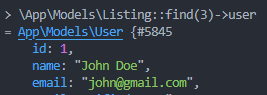 > \App\Models\Listing::find(3)->user
= App\Models\User {#5845
id: 1,
name: "John Doe",
email: "john@gmail.com",